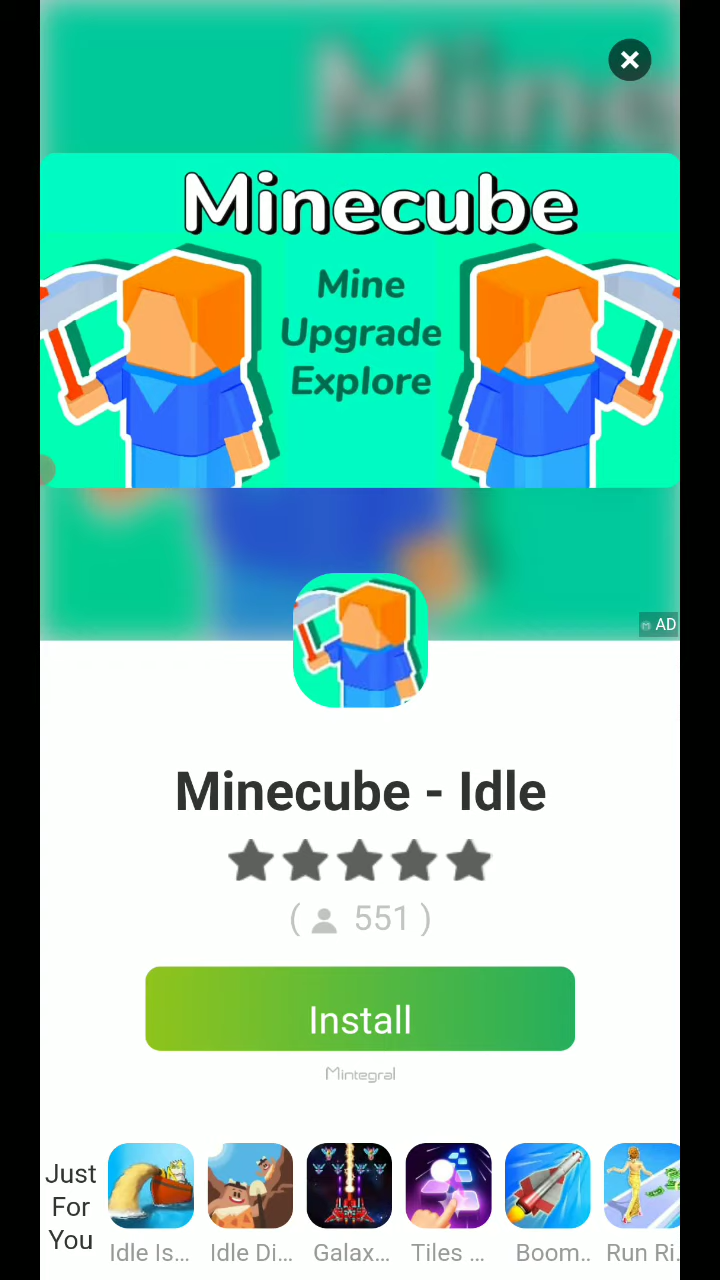 Minecube
Mine
Upgrade
Explore
AD
Minecube - Idle
( 551 )
Install
Mintegral
Just
For
You
Idle Is...
Idle Di...
Galax...
Tiles ...
Boom..
Run Ri.